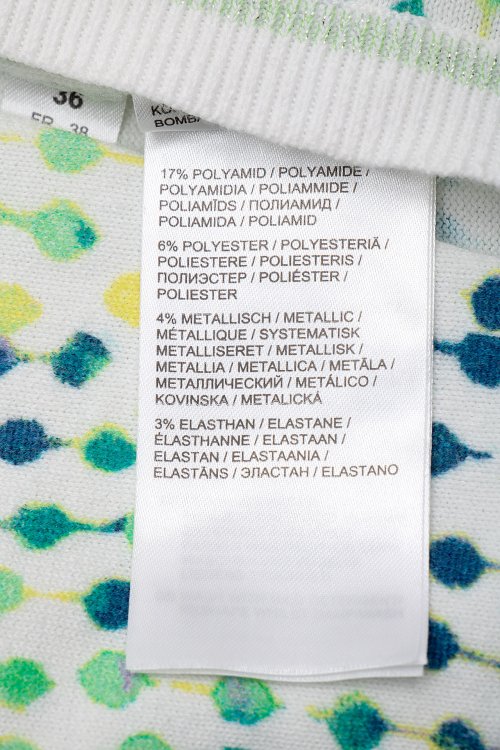 36
FR 38
BOMBA
17% POLYAMID / POLYAMIDE /
POLYAMIDIA / POLIAMMIDE /
POLIAMĪDS / ПОЛИАМИД /
POLIAMIDA / POLIAMID
6% POLYESTER / POLYESTERIÄ /
POLIESTERE / POLIESTERIS /
ПОЛИЭСТЕР / POLIÉSTER /
POLIESTER
4% METALLISCH / METALLIC /
MÉTALLIQUE / SYSTEMATISK
METALLISERET / METALLISK /
METALLIA / METALLICA / METĀLA /
МЕТАЛЛИЧЕСКИЙ / METÁLICO /
KOVINSKA / METALICKÁ
3% ELASTHAN / ELASTANE /
ÉLASTHANNE / ELASTAAN /
ELASTAN / ELASTAANIA /
ELASTĀNS / ЭЛАСТАН / ELASTANO